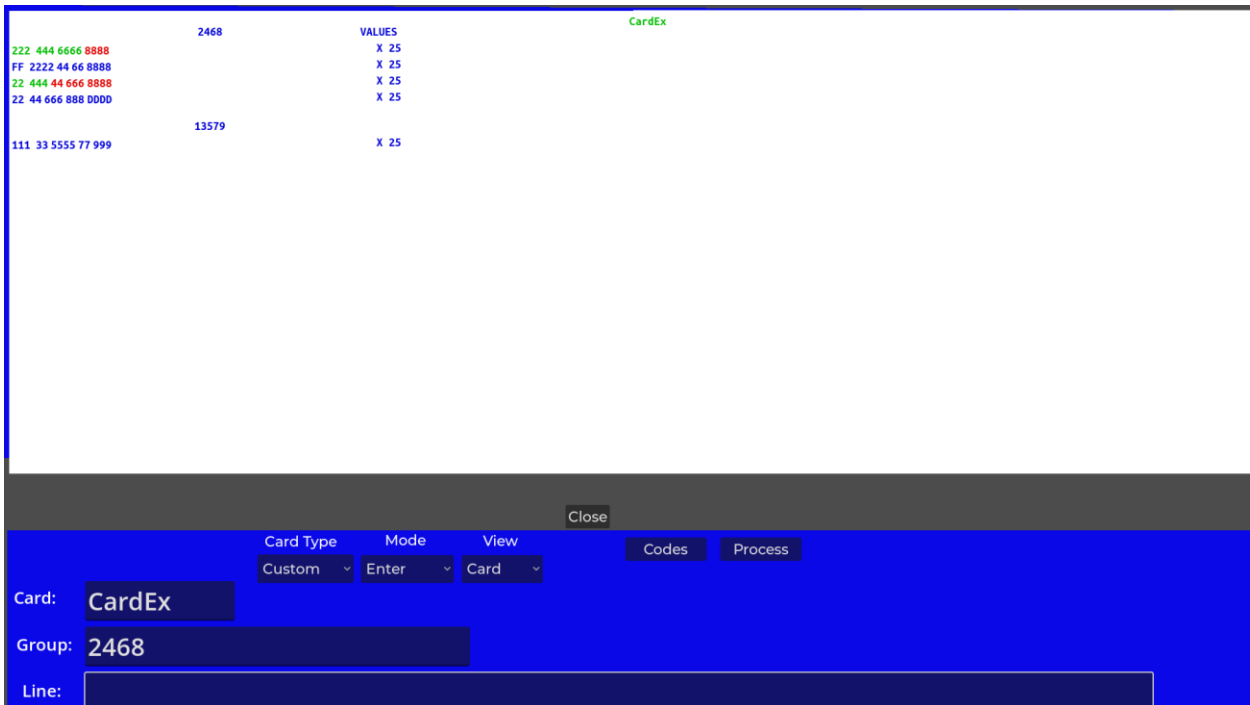 CardEx
2468 VALUES
222 444 6666 8888 X 25
FF 2222 44 66 8888 X 25
22 444 44 666 8888 X 25
22 44 666 888 DDDD X 25
13579
111 33 5555 77 999 X 25
Close
Card Type Mode View
Codes Process
Custom Enter Card
Card: CardEx
Group: 2468
Line: